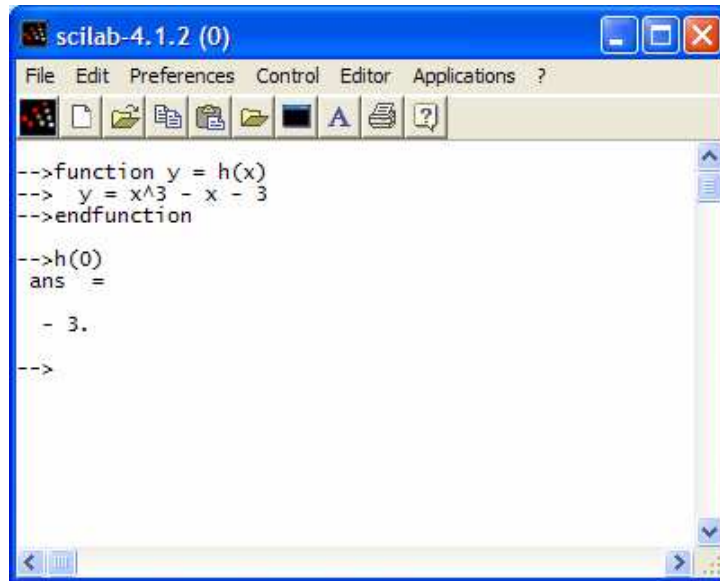 scilab-4.1.2 (0)
File Edit Preferences Control Editor Applications ?
A ?
-->function y = h(x)
-->  y = x^3 - x - 3
-->endfunction
-->h(0)
ans  =
- 3.
-->